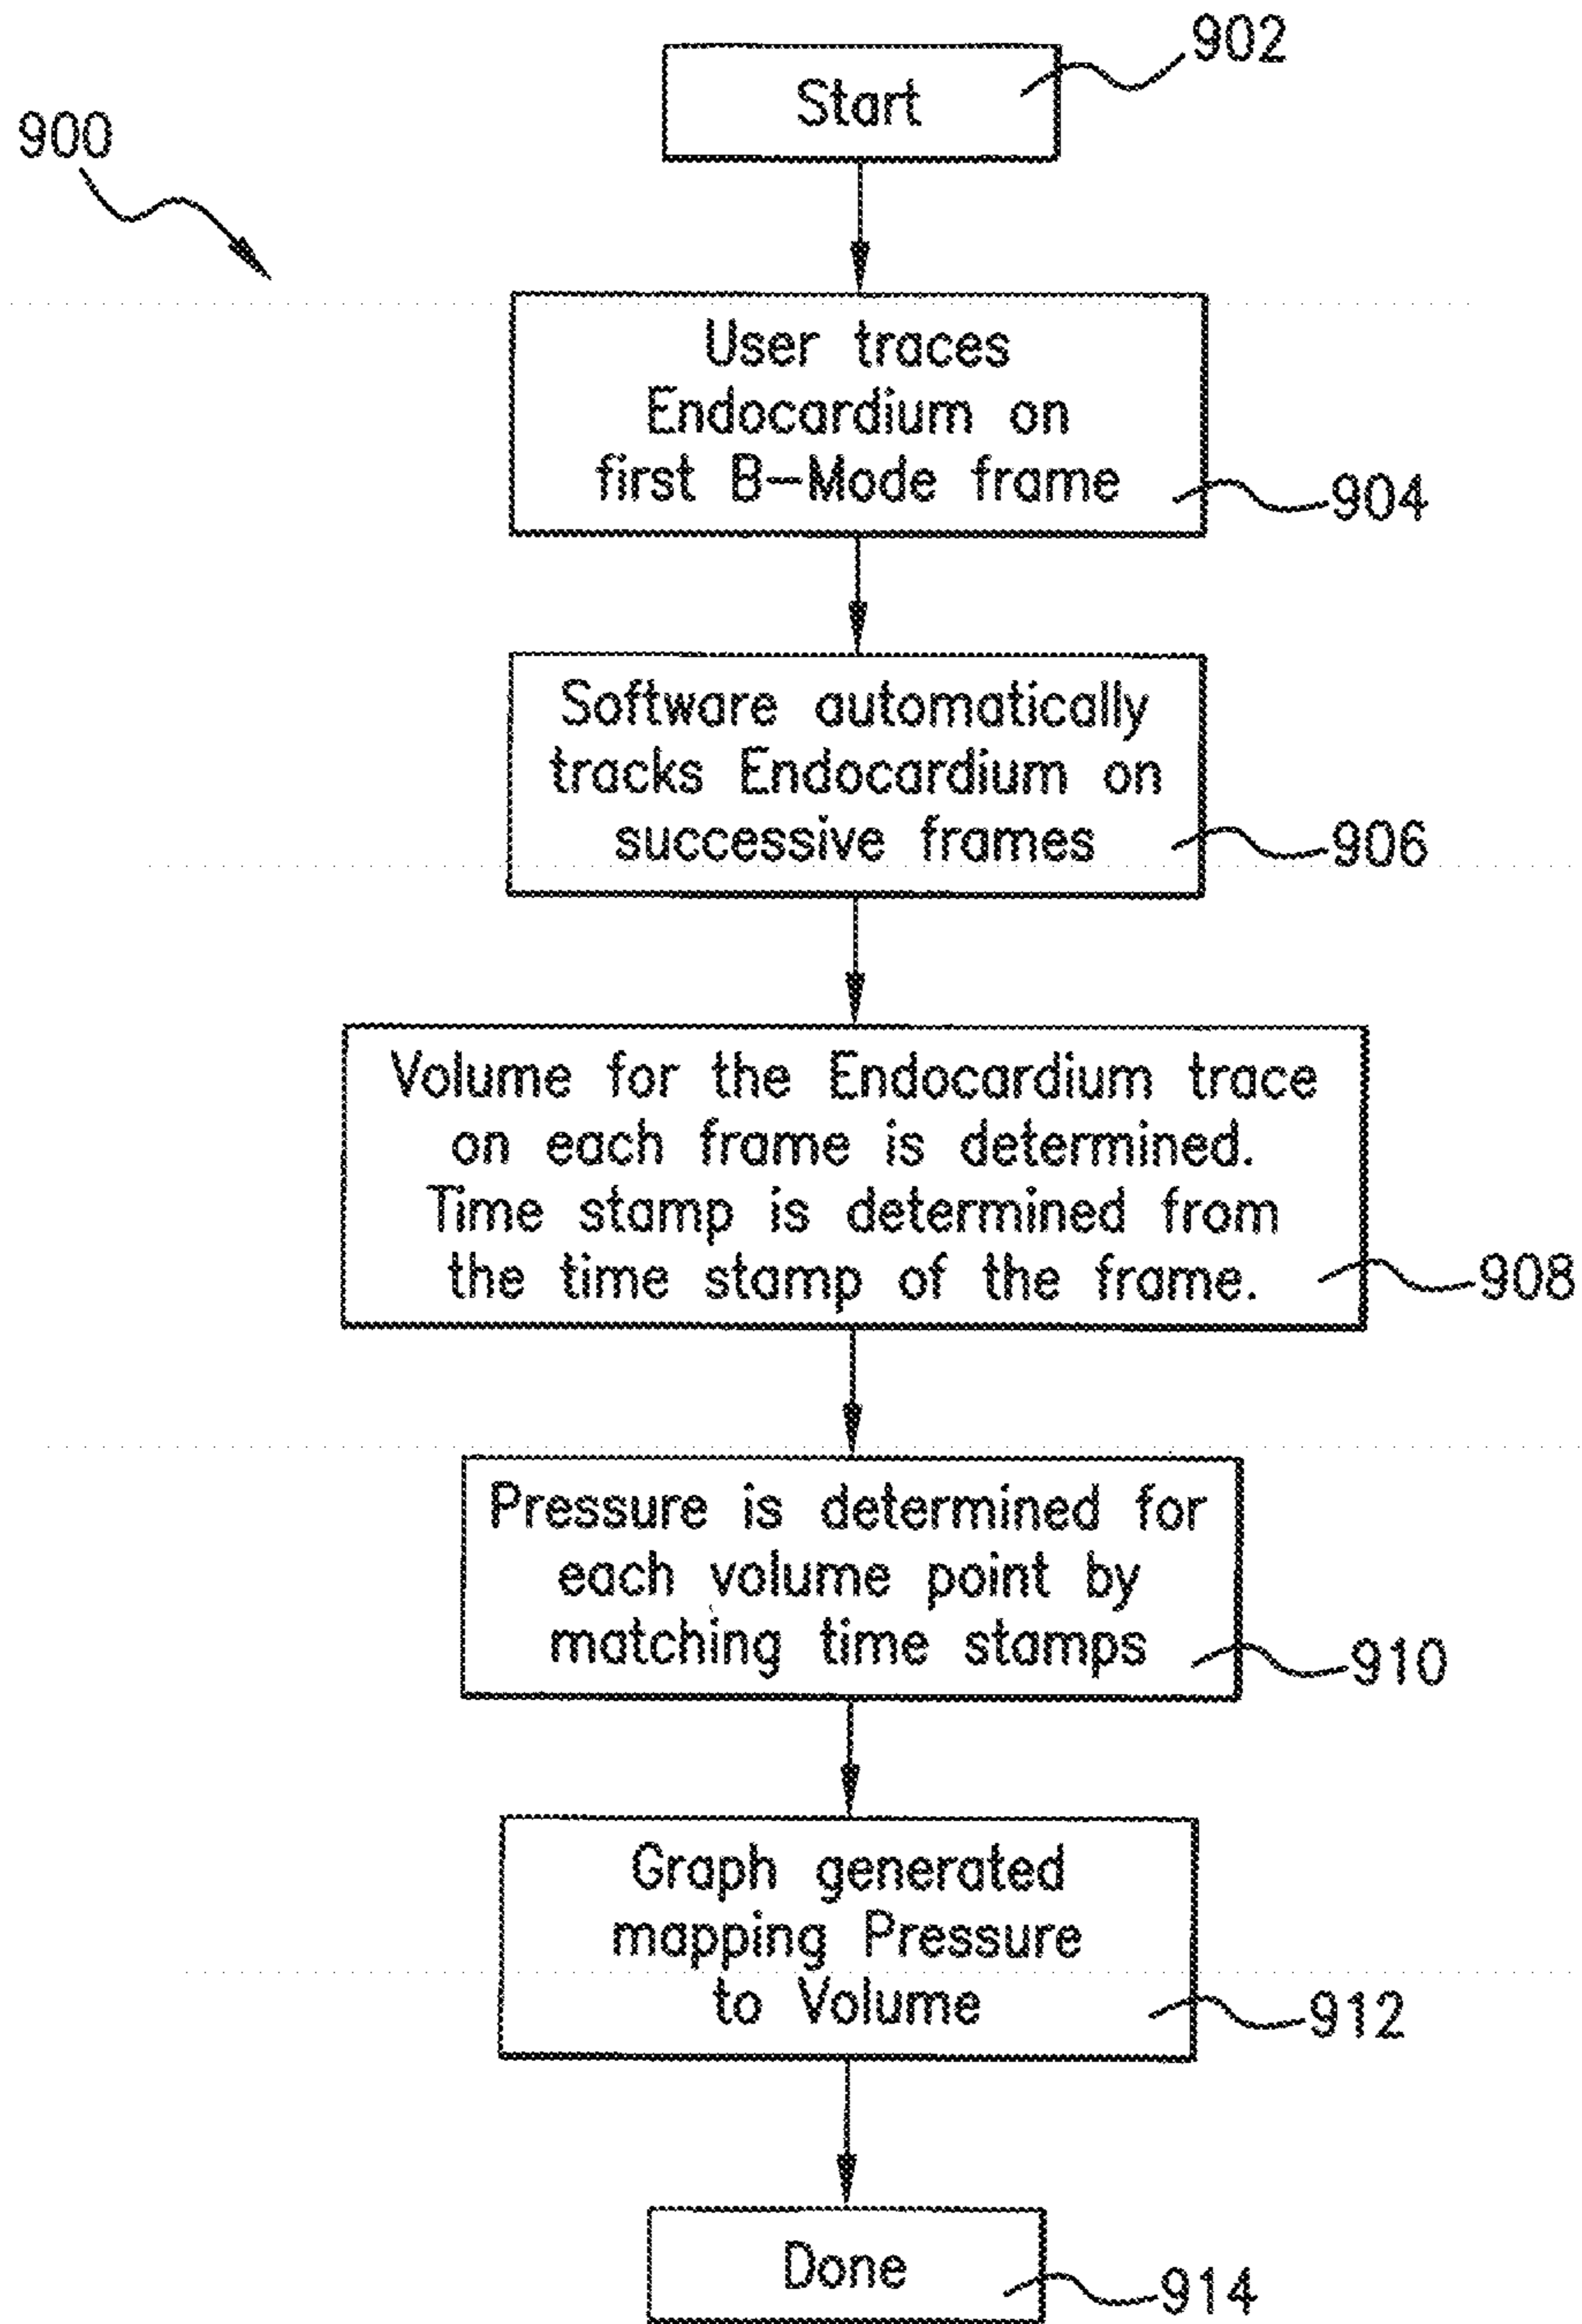 902
Start
900
User traces
Endocardium on
first B-Mode frame
904
Software automatically
tracks Endocardium on
successive frames
906
Volume for the Endocardium trace
on each frame is determined.
Time stamp is determined from
the time stamp of the frame.
908
Pressure is determined for
each volume point by
matching time stamps
910
Graph generated
mapping Pressure
to Volume
912
Done
914